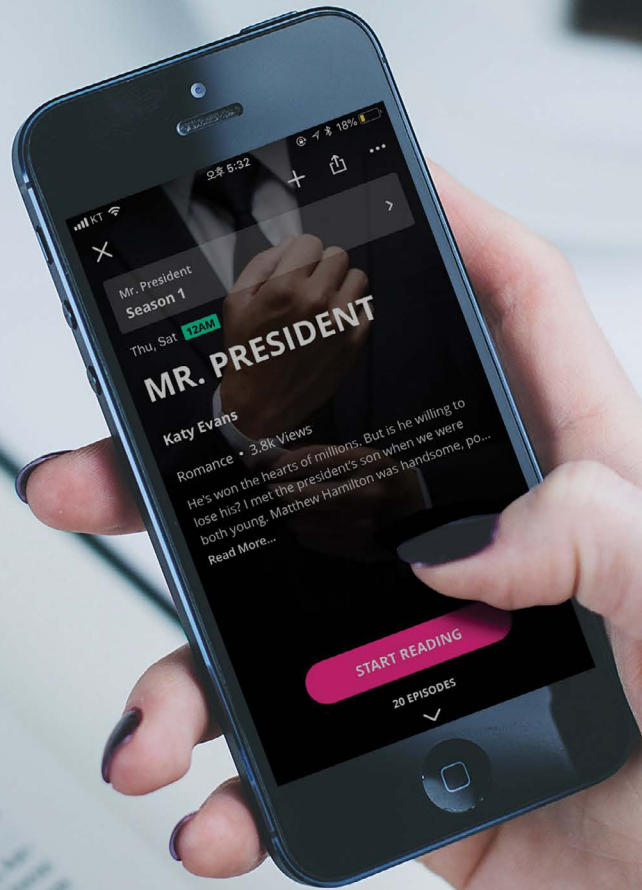 KT 오후 5:32 18%
Mr. President
Season 1
Thu, Sat 12AM
MR. PRESIDENT
Katy Evans
Romance • 3.8k Views
He's won the hearts of millions. But is he willing to
lose his? I met the president's son when we were
both young. Matthew Hamilton was handsome, po...
Read More...
START READING
20 EPISODES